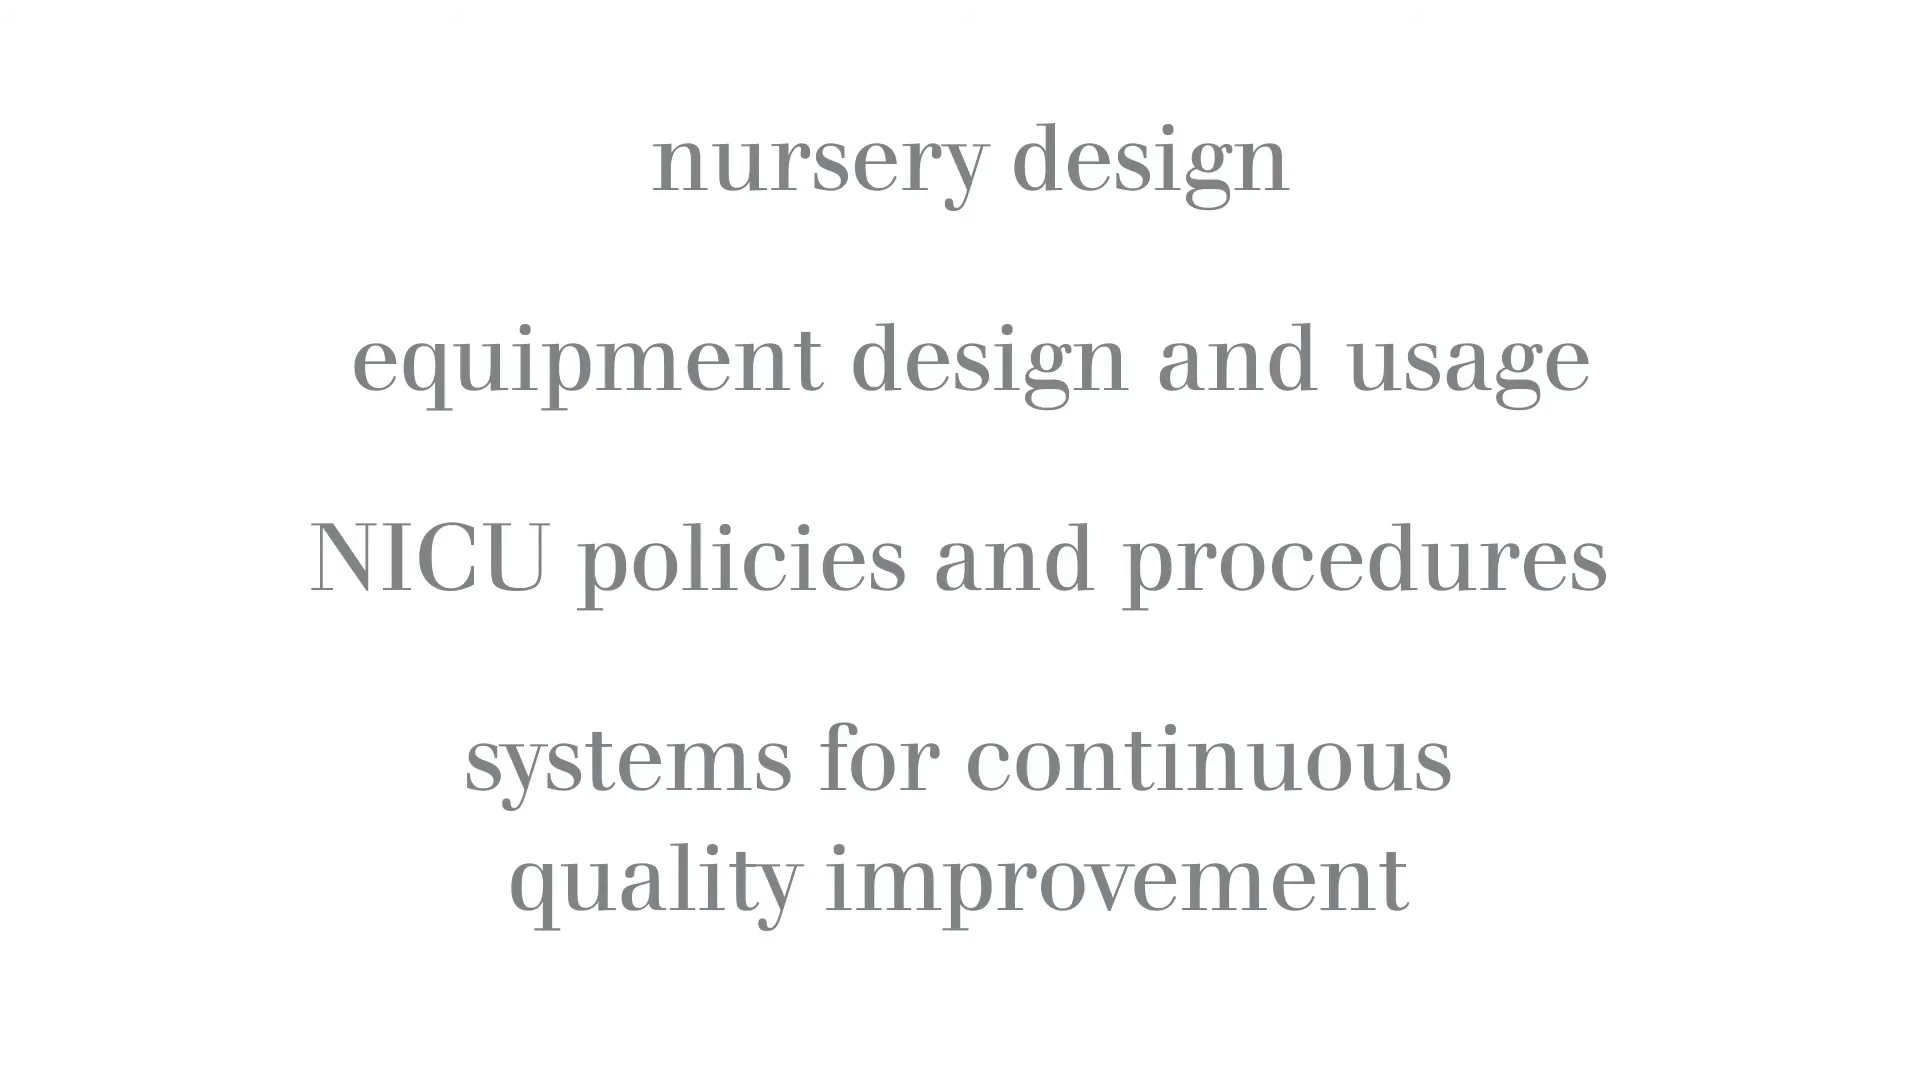 nursery design
equipment design and usage
NICU policies and procedures
systems for continuous
quality improvement